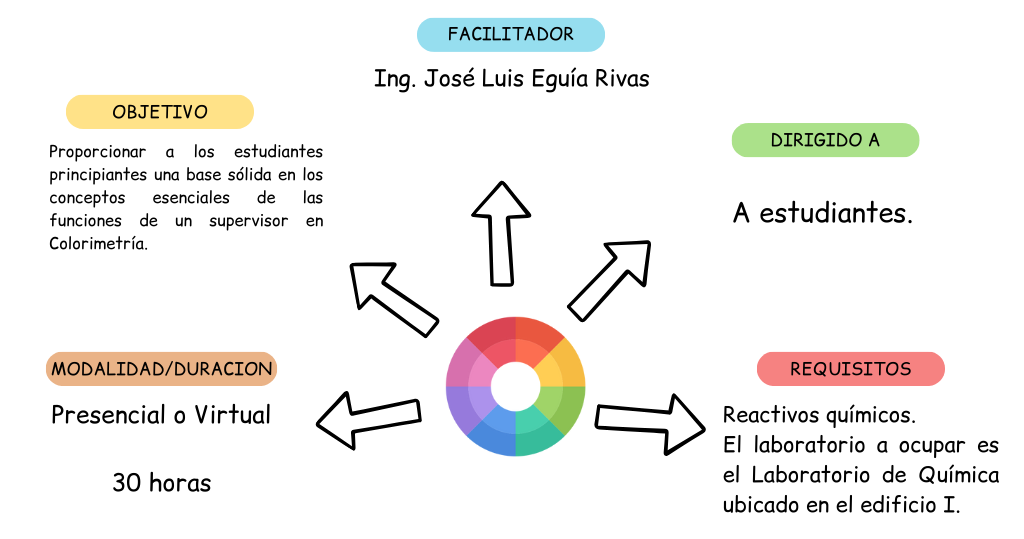 FACILITADOR
Ing. José Luis Eguía Rivas
OBJETIVO
Proporcionar a los estudiantes
principiantes una base sólida en los
conceptos esenciales de las
funciones de un supervisor en
Colorimetría.
DIRIGIDO A
A estudiantes.
MODALIDAD/DURACION
Presencial o Virtual
30 horas
REQUISITOS
Reactivos químicos.
El laboratorio a ocupar es
el Laboratorio de Química
ubicado en el edificio I.